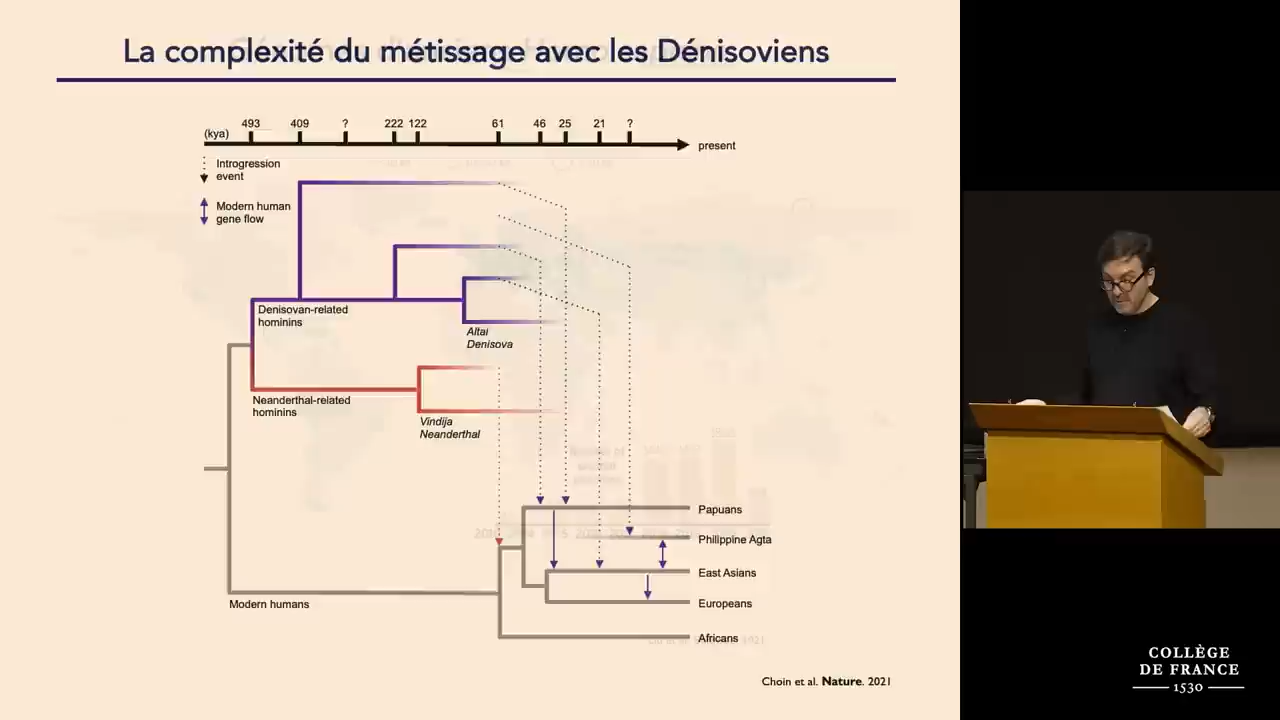 La complexité du métissage avec les Dénisoviens
493 409 ? 222 122 61 46 25 21 ?
(kya)
present
Introgression
event
Modern human
gene flow
Denisovan-related
hominins
Altai
Denisova
Neanderthal-related
hominins
Vindija
Neanderthal
Papuans
Philippine Agta
East Asians
Europeans
Africans
Modern humans
Choin et al. Nature. 2021
COLLÈGE
DE FRANCE
1530